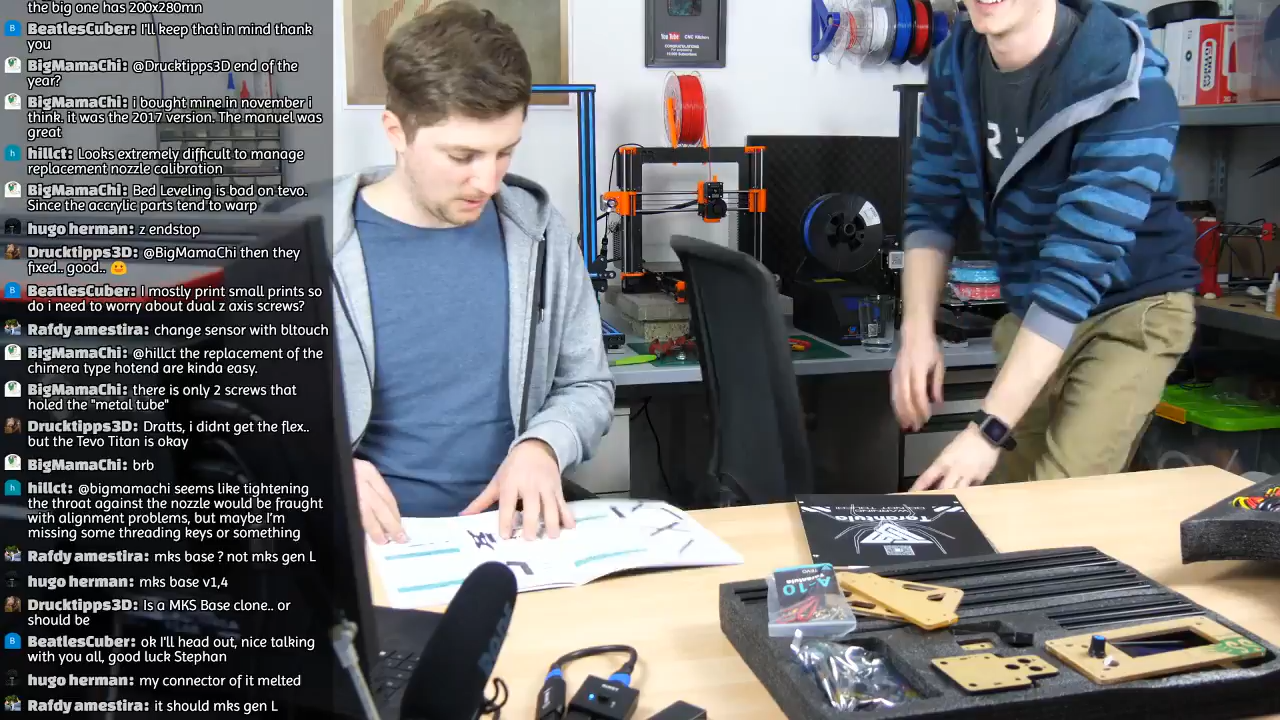 the big one has 200x280mn
BeatlesCuber: I'll keep that in mind thank
you
BigMamaChi: @Drucktipps3D end of the
year?
BigMamaChi: i bought mine in november i
think. it was the 2017 version. The manuel was
great
hillct: Looks extremely difficult to manage
replacement nozzle calibration
BigMamaChi: Bed Leveling is bad on tevo.
Since the accrylic parts tend to warp
hugo herman: z endstop
Drucktipps3D: @BigMamaChi then they
fixed.. good..
BeatlesCuber: I mostly print small prints so
do i need to worry about dual z axis screws?
Rafdy amestira: change sensor with bltouch
BigMamaChi: @hillct the replacement of the
chimera type hotend are kinda easy.
BigMamaChi: there is only 2 screws that
holed the "metal tube"
Drucktipps3D: Dratts, i didnt get the flex..
but the Tevo Titan is okay
BigMamaChi: brb
hillct: @bigmamachi seems like tightening
the throat against the nozzle would be fraught
with alignment problems, but maybe I'm
missing some threading keys or something
Rafdy amestira: mks base ? not mks gen L
hugo herman: mks base v1,4
Drucktipps3D: Is a MKS Base clone.. or
should be
BeatlesCuber: ok I'll head out, nice talking
with you all, good luck Stephan
hugo herman: my connector of it melted
Rafdy amestira: it should mks gen L
YouTube CNC Kitchen
Tarantula
TEVO
A-10
Tarantula